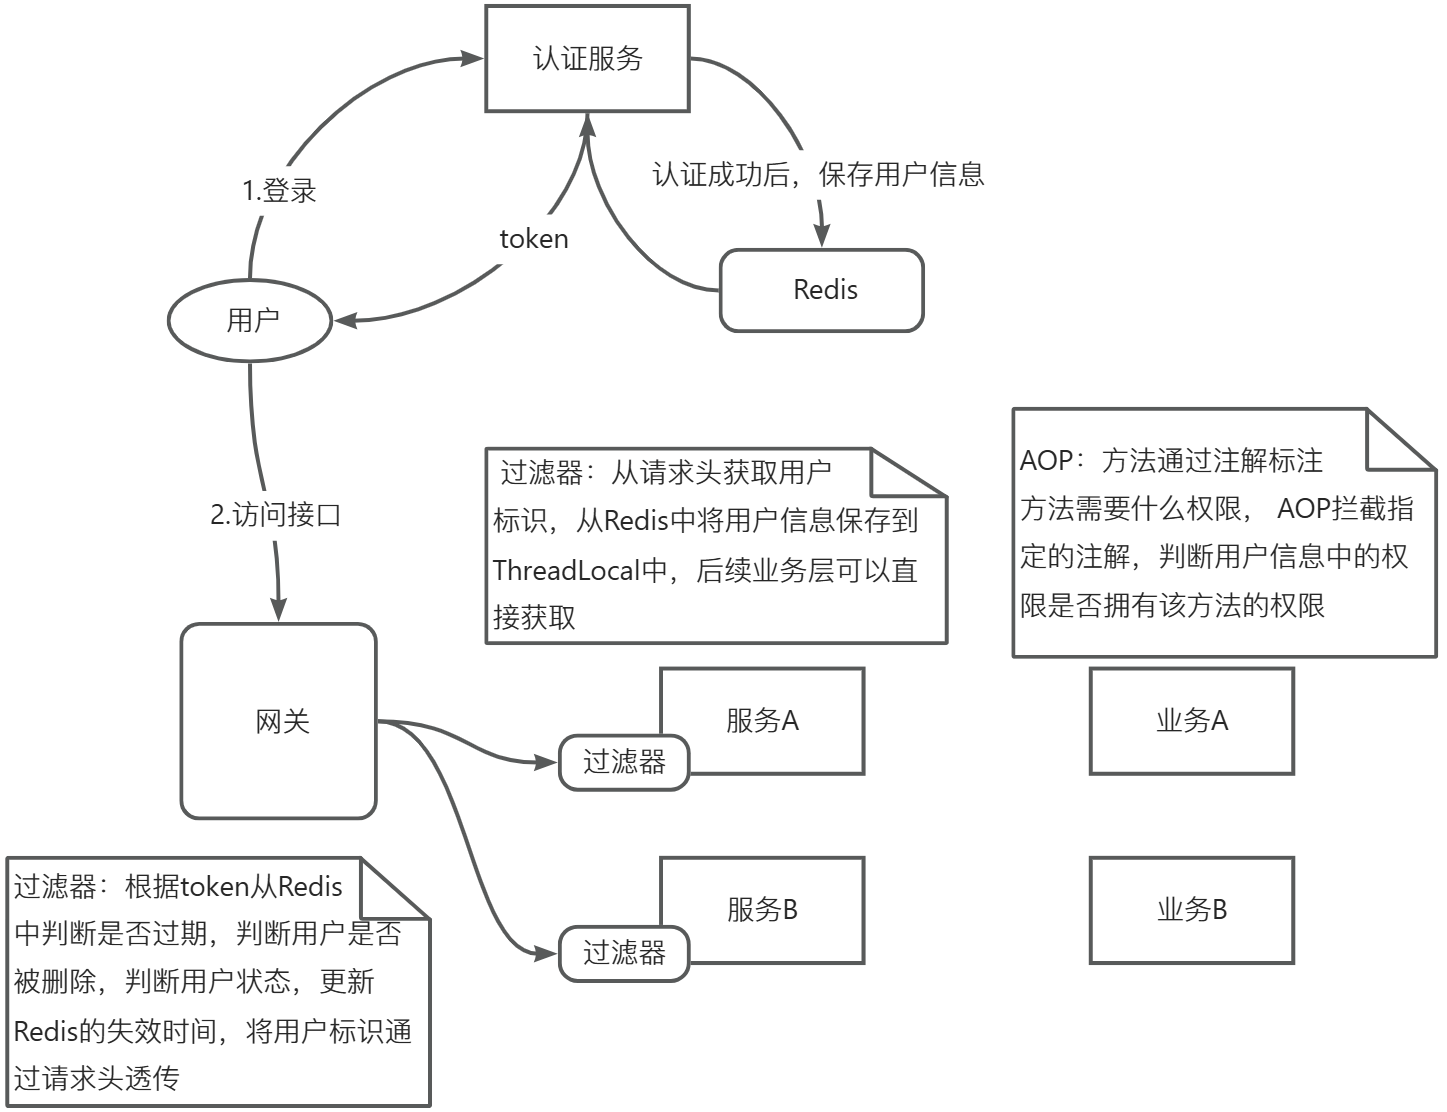 认证服务
1.登录
认证成功后，保存用户信息
token
Redis
用户
2.访问接口
过滤器：从请求头获取用户
标识，从Redis中将用户信息保存到
ThreadLocal中，后续业务层可以直
接获取
AOP：方法通过注解标注
方法需要什么权限， AOP拦截指
定的注解，判断用户信息中的权
限是否拥有该方法的权限
网关
服务A
过滤器
业务A
过滤器：根据token从Redis
中判断是否过期，判断用户是否
被删除，判断用户状态，更新
Redis的失效时间，将用户标识通
过请求头透传
服务B
过滤器
业务B